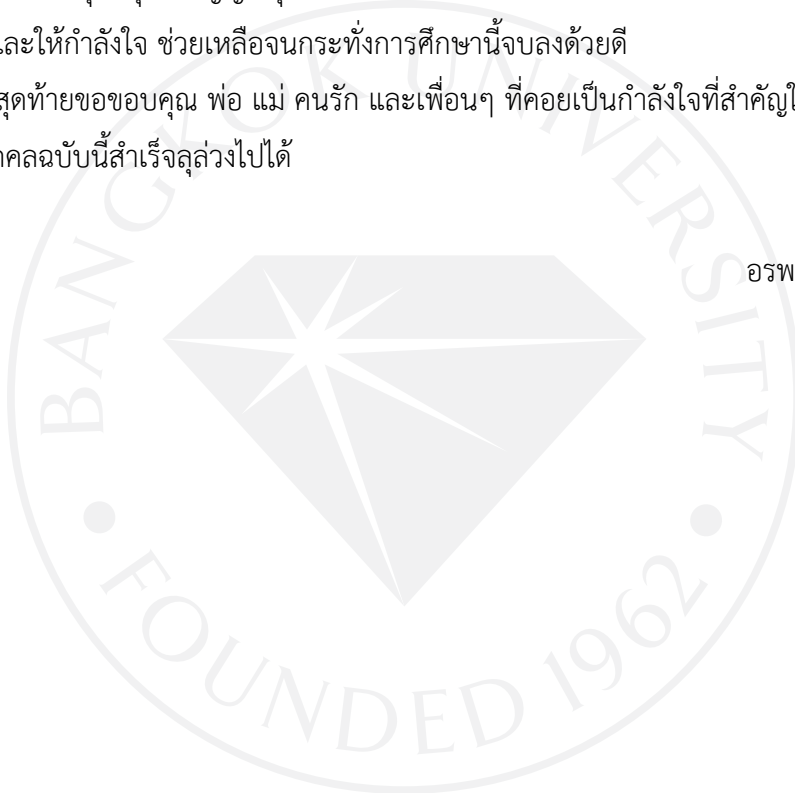 และให้กำลังใจ ช่วยเหลือจนกระทั่งการศึกษานี้จบลงด้วยดี
สุดท้ายขอขอบคุณ พ่อ แม่ คนรัก และเพื่อนๆ ที่คอยเป็นกำลังใจที่สำคัญ
คลฉบับนี้สำเร็จลุล่วงไปได้
อรพ
BANGKOK UNIVERSITY
FOUNDED 1962